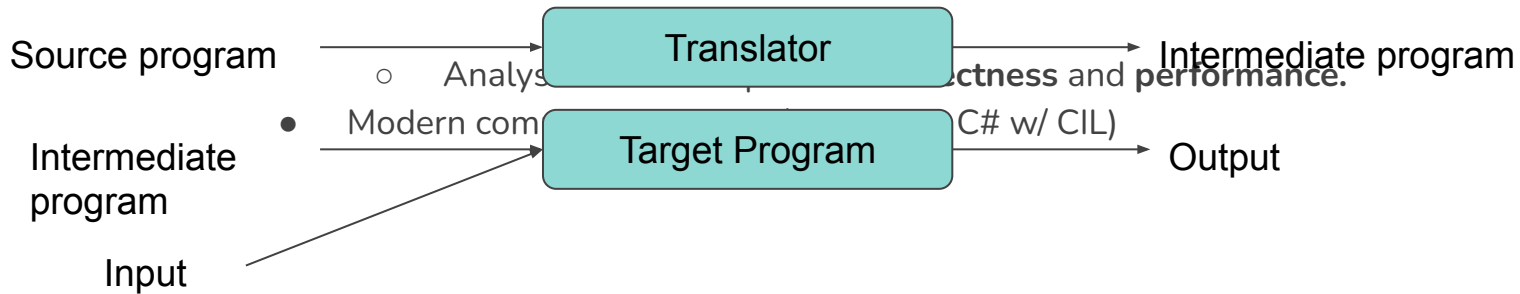 Source program
Translator
Intermediate program
○ Analys ectness and performance.
● Modern com C# w/ CIL)
Intermediate
program
Target Program
Output
Input